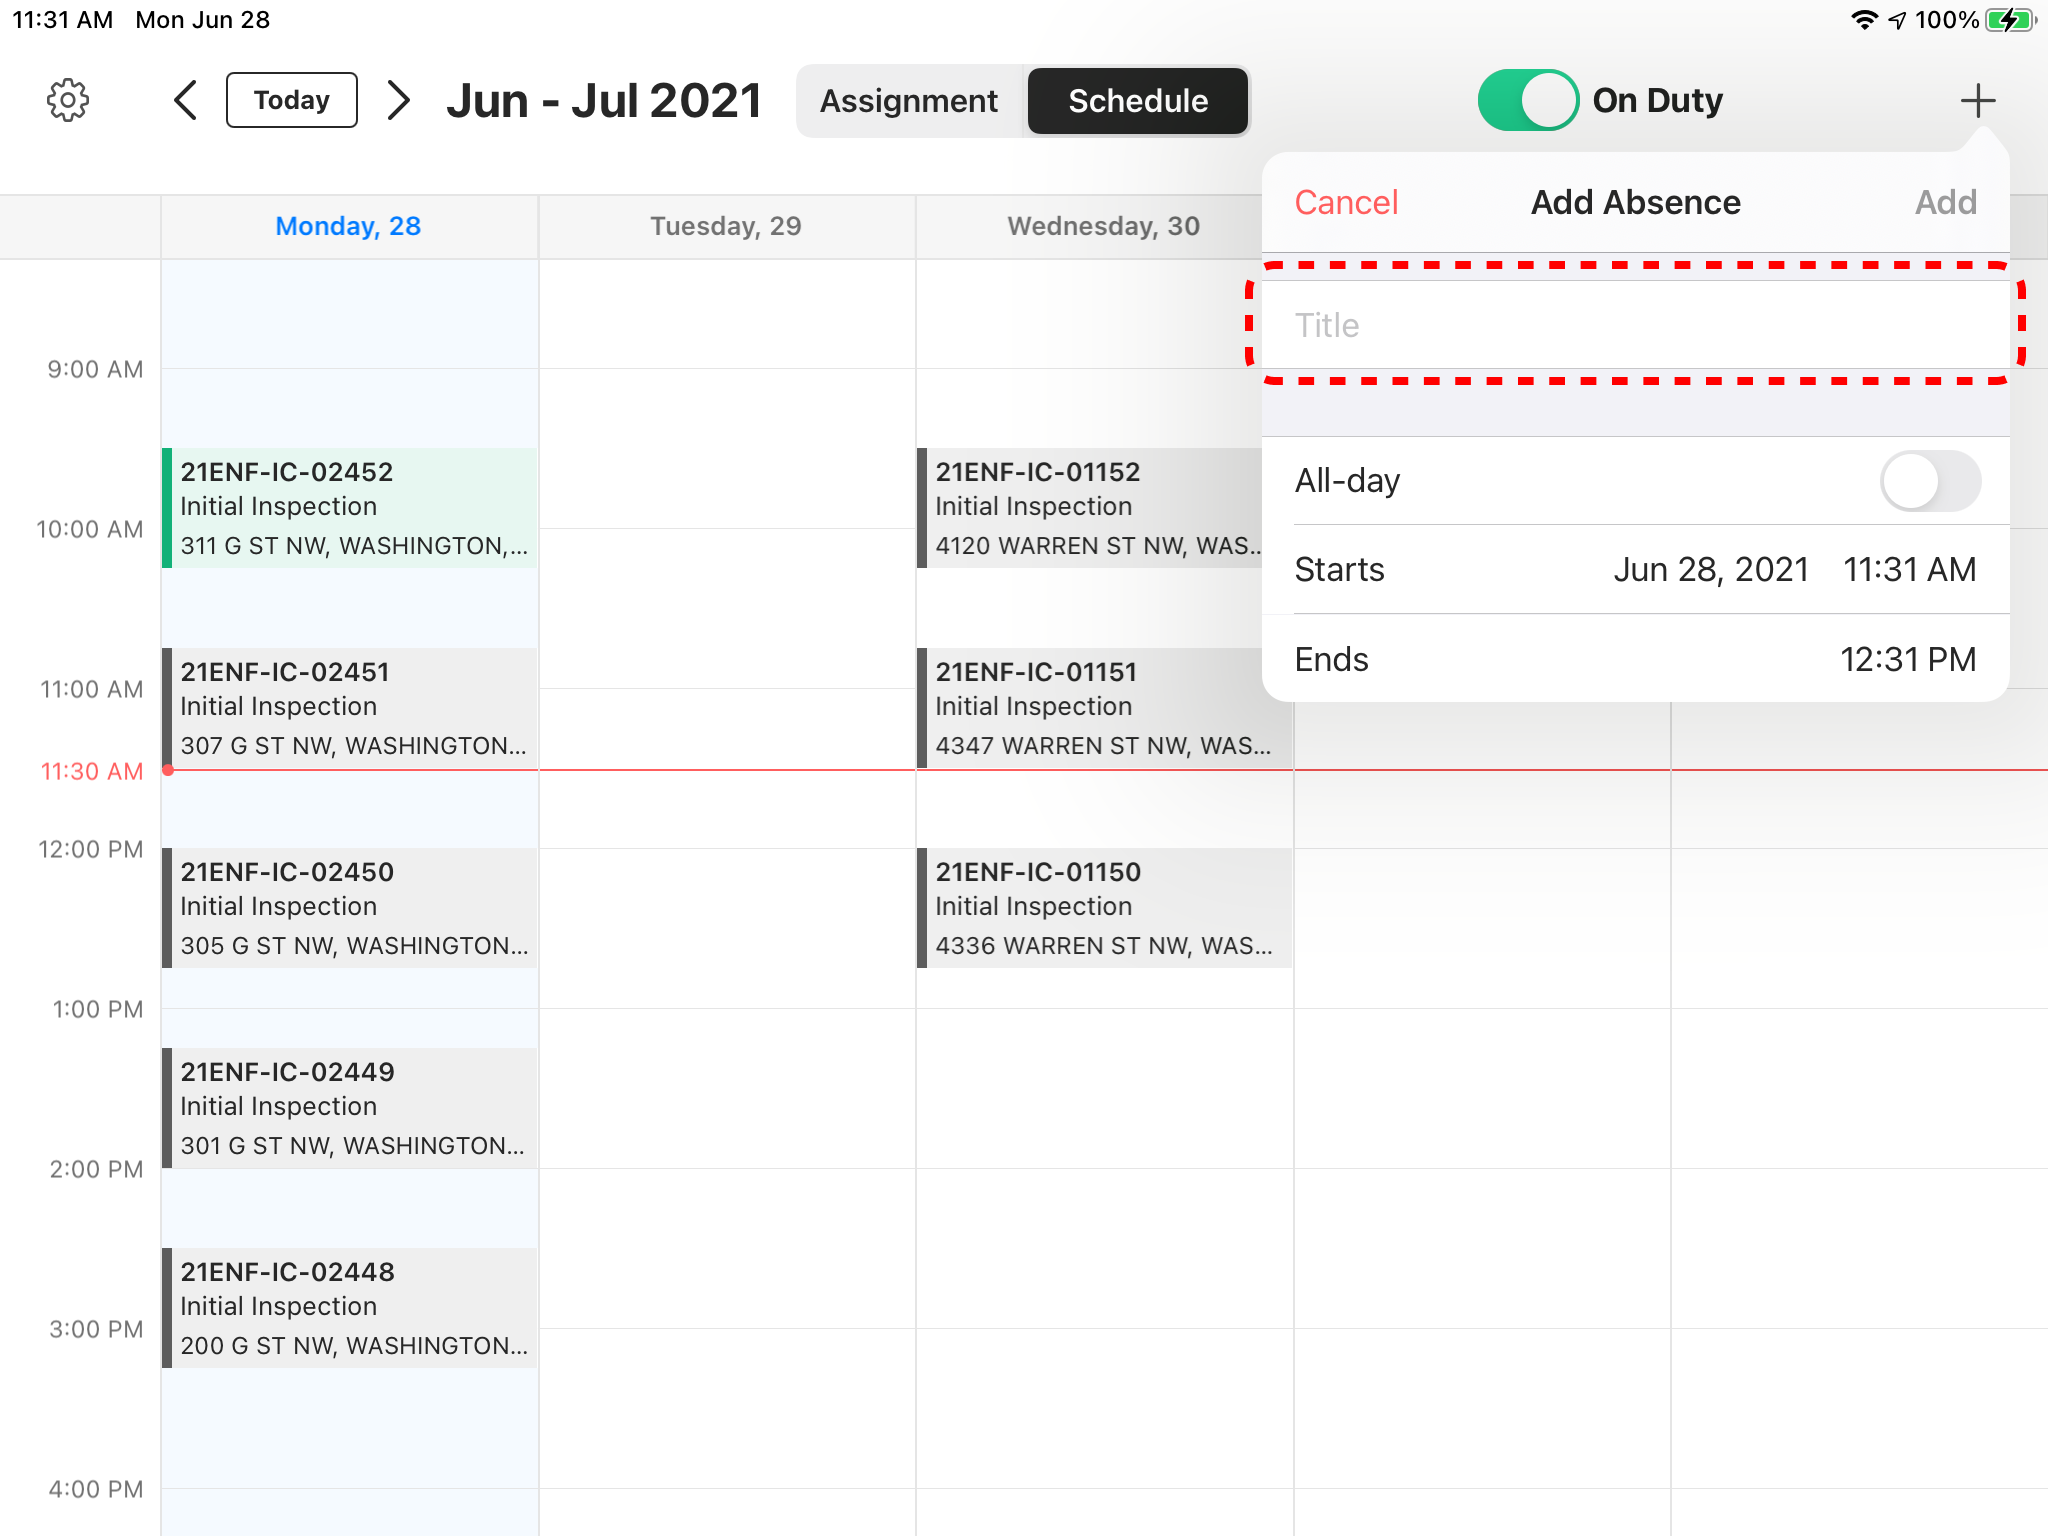 11:31 AM Mon Jun 28 100%
Today Jun - Jul 2021 Assignment Schedule On Duty
Cancel Add Absence Add
Title
All-day
Starts Jun 28, 2021 11:31 AM
Ends 12:31 PM
Monday, 28 Tuesday, 29 Wednesday, 30
9:00 AM
10:00 AM
11:00 AM
11:30 AM
12:00 PM
1:00 PM
2:00 PM
3:00 PM
4:00 PM
21ENF-IC-02452
Initial Inspection
311 G ST NW, WASHINGTON,...
21ENF-IC-02451
Initial Inspection
307 G ST NW, WASHINGTON...
21ENF-IC-02450
Initial Inspection
305 G ST NW, WASHINGTON...
21ENF-IC-02449
Initial Inspection
301 G ST NW, WASHINGTON...
21ENF-IC-02448
Initial Inspection
200 G ST NW, WASHINGTON...
21ENF-IC-01152
Initial Inspection
4120 WARREN ST NW, WAS...
21ENF-IC-01151
Initial Inspection
4347 WARREN ST NW, WAS...
21ENF-IC-01150
Initial Inspection
4336 WARREN ST NW, WAS...